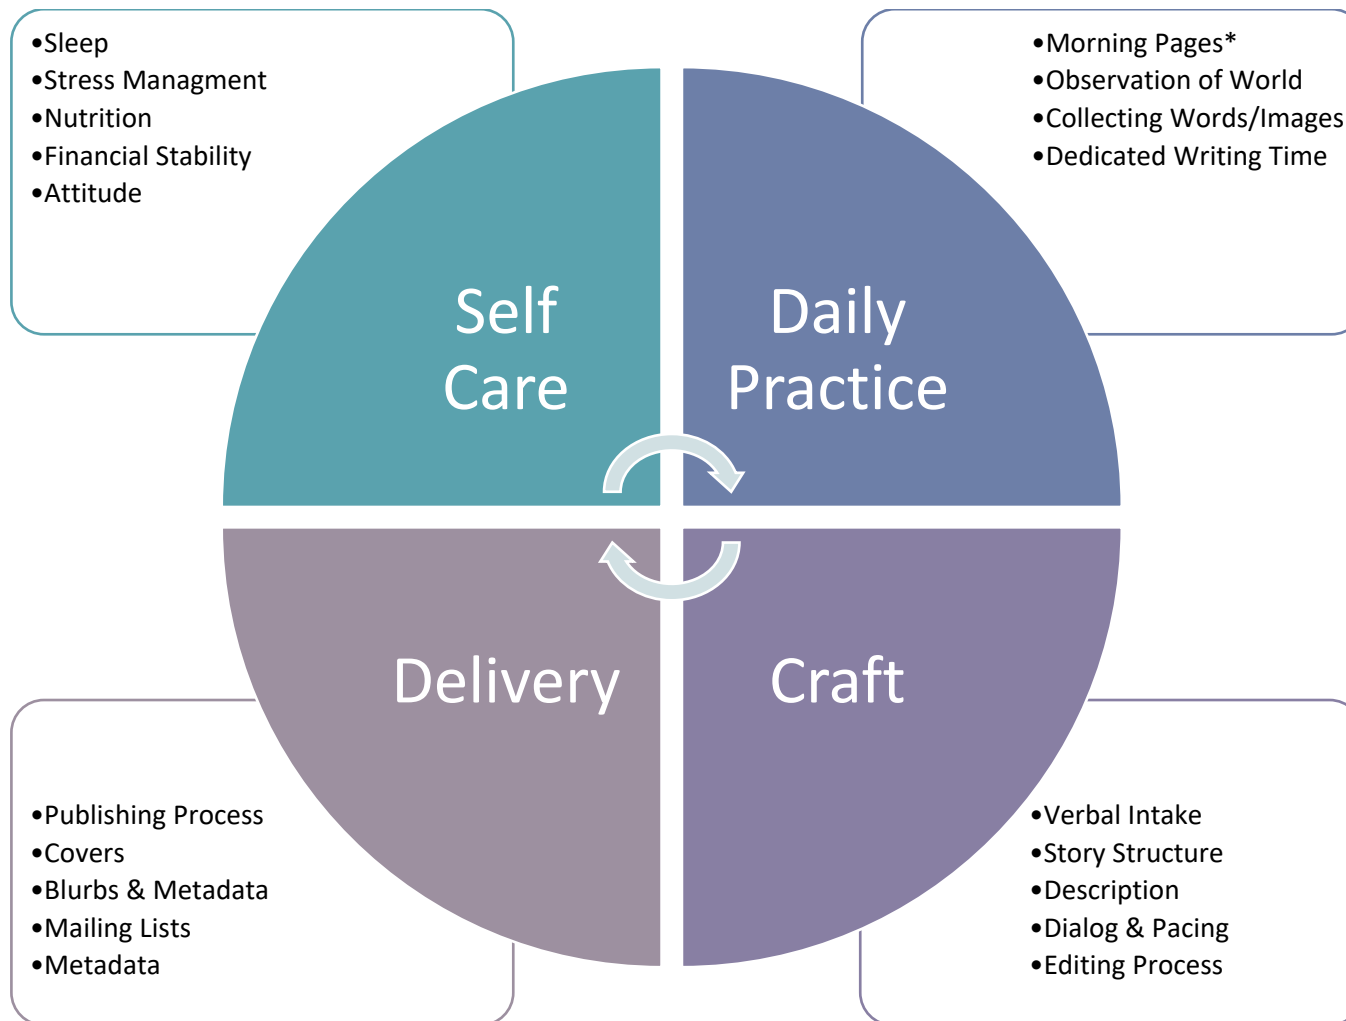 •Sleep
•Stress Managment
•Nutrition
•Financial Stability
•Attitude
•Morning Pages*
•Observation of World
•Collecting Words/Images
•Dedicated Writing Time
Self
Care
Daily
Practice
Delivery
Craft
•Publishing Process
•Covers
•Blurbs & Metadata
•Mailing Lists
•Metadata
•Verbal Intake
•Story Structure
•Description
•Dialog & Pacing
•Editing Process